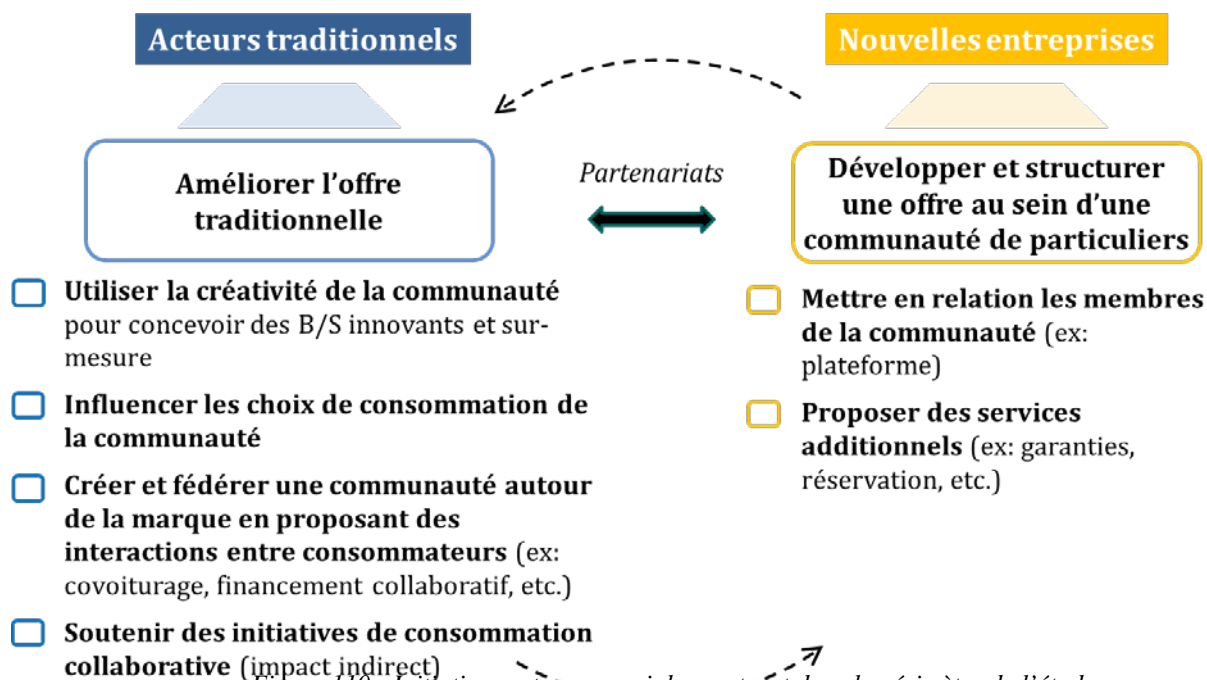 Acteurs traditionnels
Nouvelles entreprises
Améliorer l’offre
traditionnelle
Partenariats
Développer et structurer
une offre au sein d’une
communauté de particuliers
Utiliser la créativité de la communauté
pour concevoir des B/S innovants et sur-
mesure
Influencer les choix de consommation de
la communauté
Créer et fédérer une communauté autour
de la marque en proposant des
interactions entre consommateurs (ex:
covoiturage, financement collaboratif, etc.)
Soutenir des initiatives de consommation
collaborative (impact indirect)
Mettre en relation les membres
de la communauté (ex:
plateforme)
Proposer des services
additionnels (ex: garanties,
réservation, etc.)
l'étude